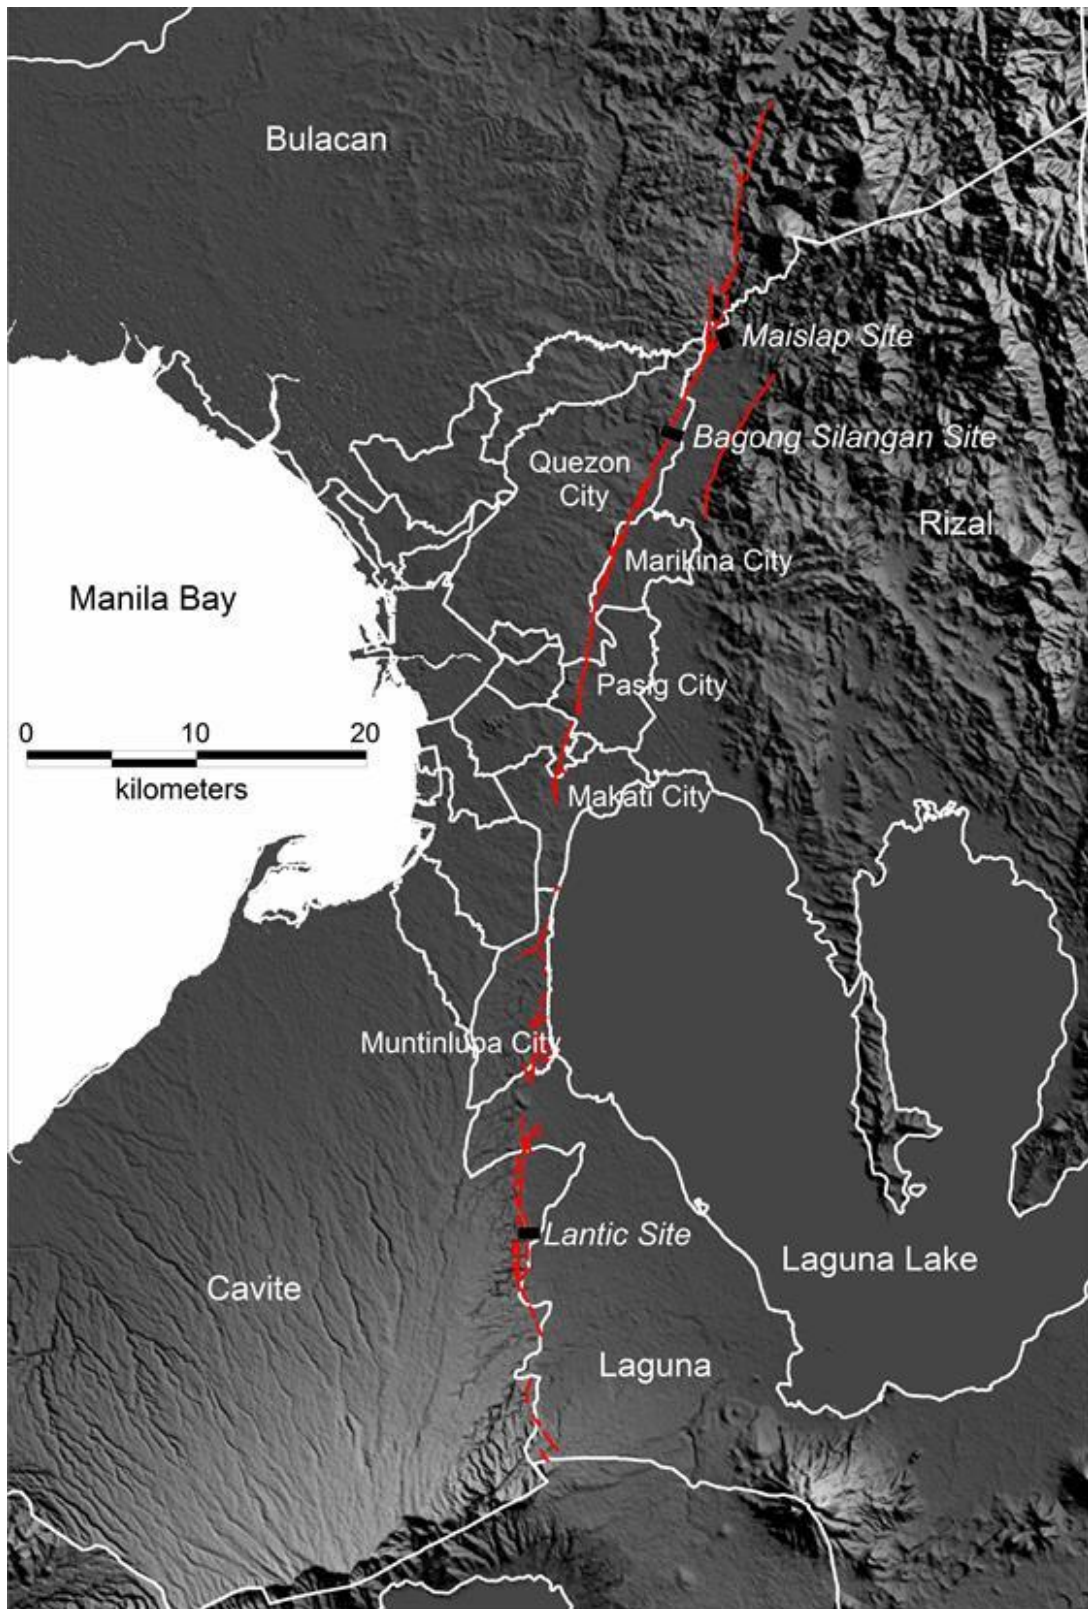 Bulacan
Maislap Site
Bagong Silangan Site
Quezon
City
Rizal
Marikina City
Manila Bay
Pasig City
0 10 20
kilometers
Makati City
Muntinlupa City
Lantic Site
Laguna Lake
Cavite
Laguna